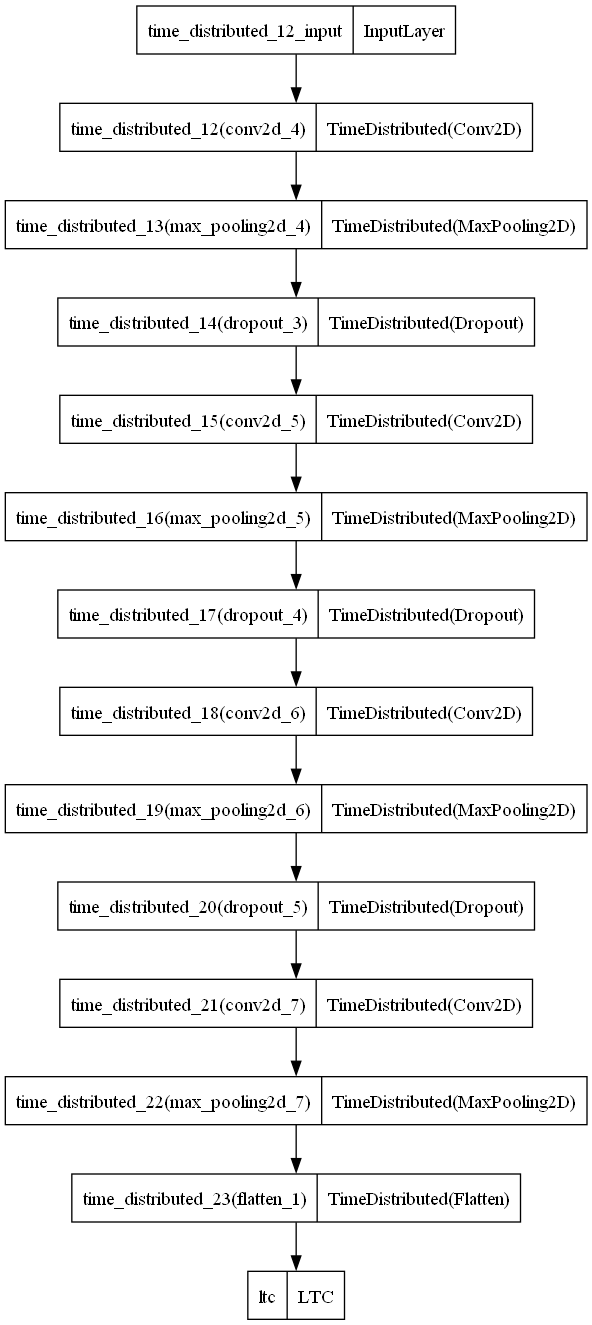 time_distributed_12_input InputLayer
time_distributed_12(conv2d_4) TimeDistributed(Conv2D)
time_distributed_13(max_pooling2d_4) TimeDistributed(MaxPooling2D)
time_distributed_14(dropout_3) TimeDistributed(Dropout)
time_distributed_15(conv2d_5) TimeDistributed(Conv2D)
time_distributed_16(max_pooling2d_5) TimeDistributed(MaxPooling2D)
time_distributed_17(dropout_4) TimeDistributed(Dropout)
time_distributed_18(conv2d_6) TimeDistributed(Conv2D)
time_distributed_19(max_pooling2d_6) TimeDistributed(MaxPooling2D)
time_distributed_20(dropout_5) TimeDistributed(Dropout)
time_distributed_21(conv2d_7) TimeDistributed(Conv2D)
time_distributed_22(max_pooling2d_7) TimeDistributed(MaxPooling2D)
time_distributed_23(flatten_1) TimeDistributed(Flatten)
ltc LTC